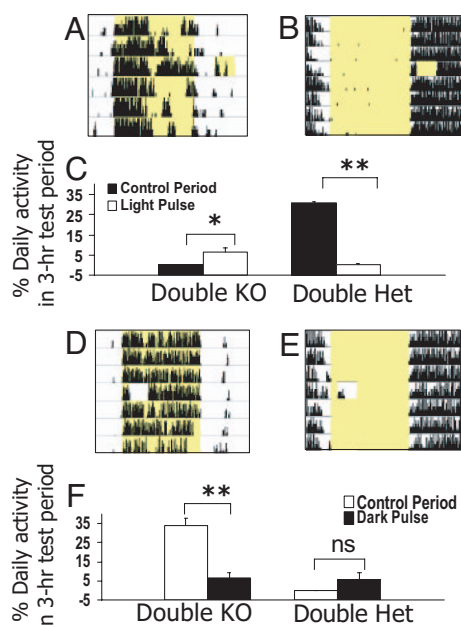 A
B
C
Control Period
Light Pulse
*
**
35
25
15
5
-5
% Daily activity
in 3-hr test period
Double KO
Double Het
D
E
F
Control Period
Dark Pulse
**
ns
35
25
15
5
-5
% Daily activity
in 3-hr test period
Double KO
Double Het